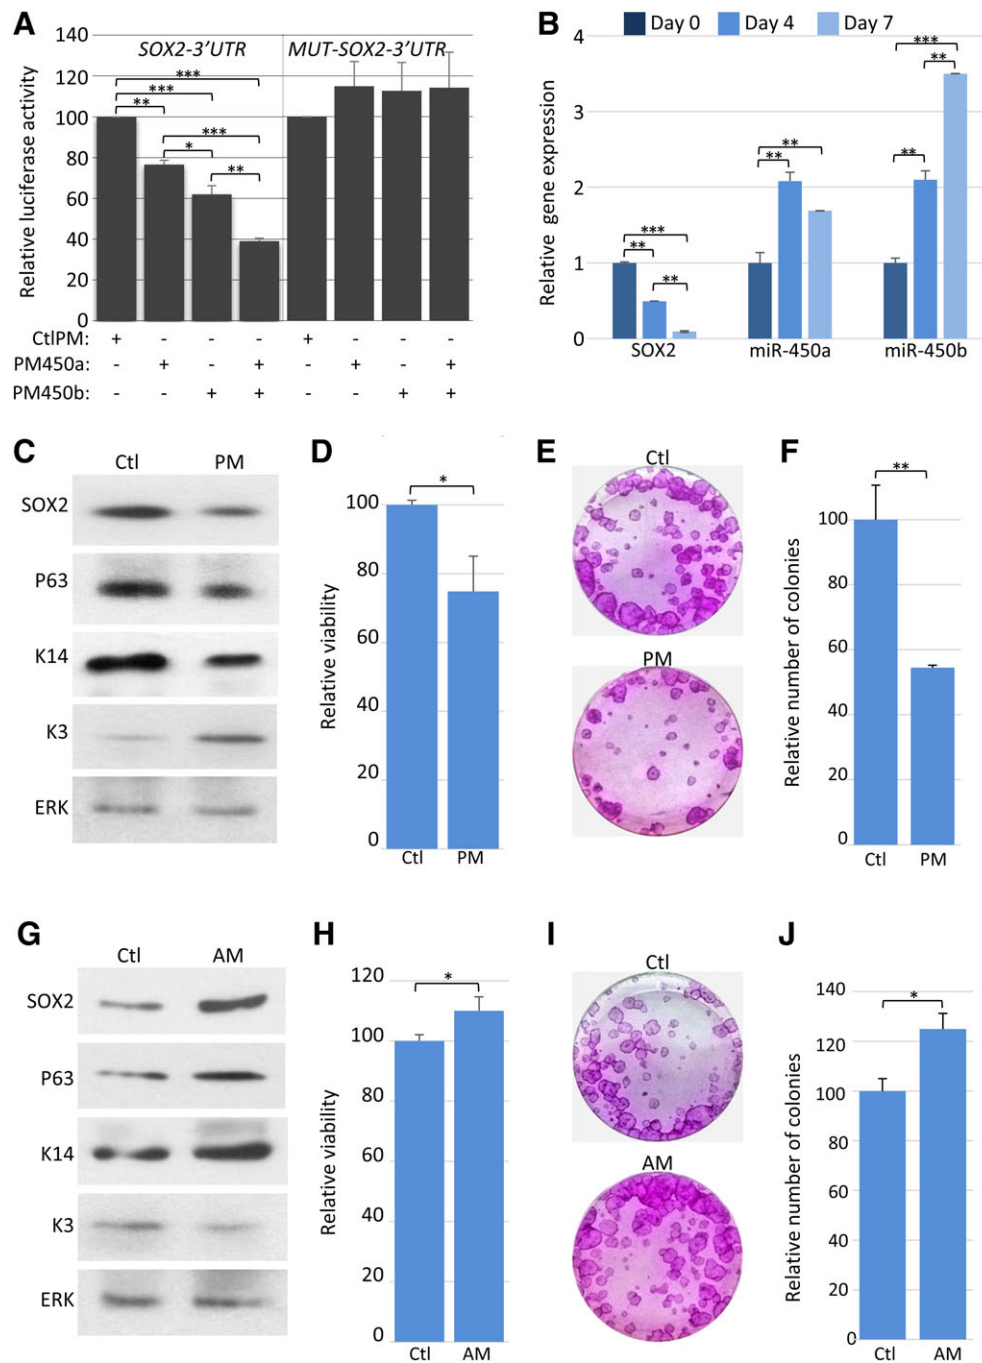 A
140
120
100
80
60
40
20
0
Relative luciferase activity
SOX2-3'UTR
MUT-SOX2-3'UTR
***
***
**
***
*
**
CtlPM: + - - - + - - -
PM450a: - + - + - + - +
PM450b: - - + + - - + +
B
Day 0 Day 4 Day 7
4
3
2
1
0
Relative gene expression
***
**
**
**
**
***
**
**
SOX2 miR-450a miR-450b
C
Ctl PM
SOX2
P63
K14
K3
ERK
D
100
80
60
40
20
0
Relative viability
*
Ctl PM
E
Ctl
PM
F
100
80
60
40
20
0
Relative number of colonies
**
Ctl PM
G
Ctl AM
SOX2
P63
K14
K3
ERK
H
120
100
80
60
40
20
0
Relative viability
*
Ctl AM
I
Ctl
AM
J
140
120
100
80
60
40
20
0
Relative number of colonies
*
Ctl AM